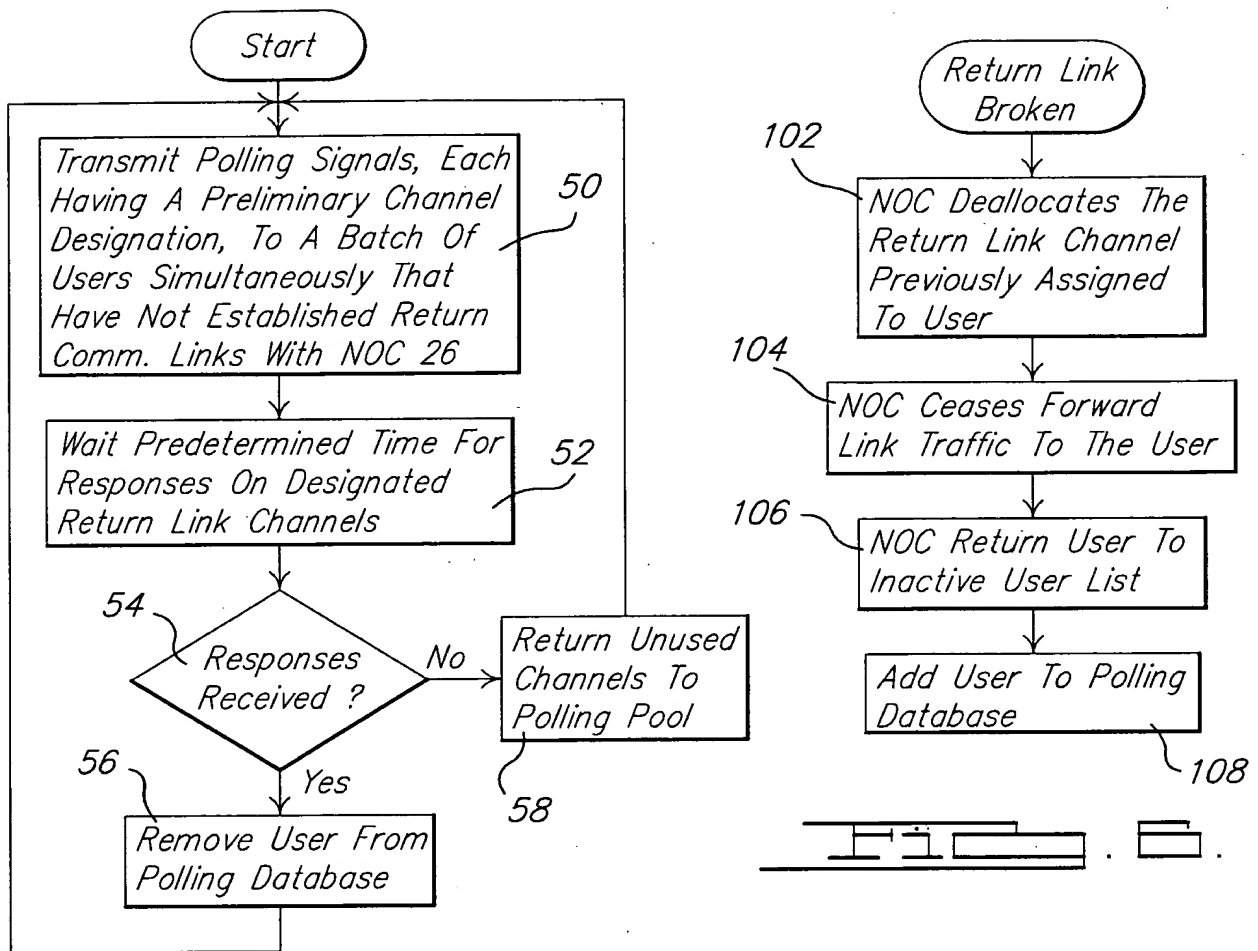 Start
Transmit Polling Signals, Each
Having A Preliminary Channel
Designation, To A Batch Of
Users Simultaneously That
Have Not Established Return
Comm. Links With NOC 26
50
Wait Predetermined Time For
Responses On Designated
Return Link Channels
52
54
Responses
Received ?
No
Return Unused
Channels To
Polling Pool
58
Yes
56
Remove User From
Polling Database
Return Link
Broken
102
NOC Deallocates The
Return Link Channel
Previously Assigned
To User
104
NOC Ceases Forward
Link Traffic To The User
106
NOC Return User To
Inactive User List
Add User To Polling
Database
108